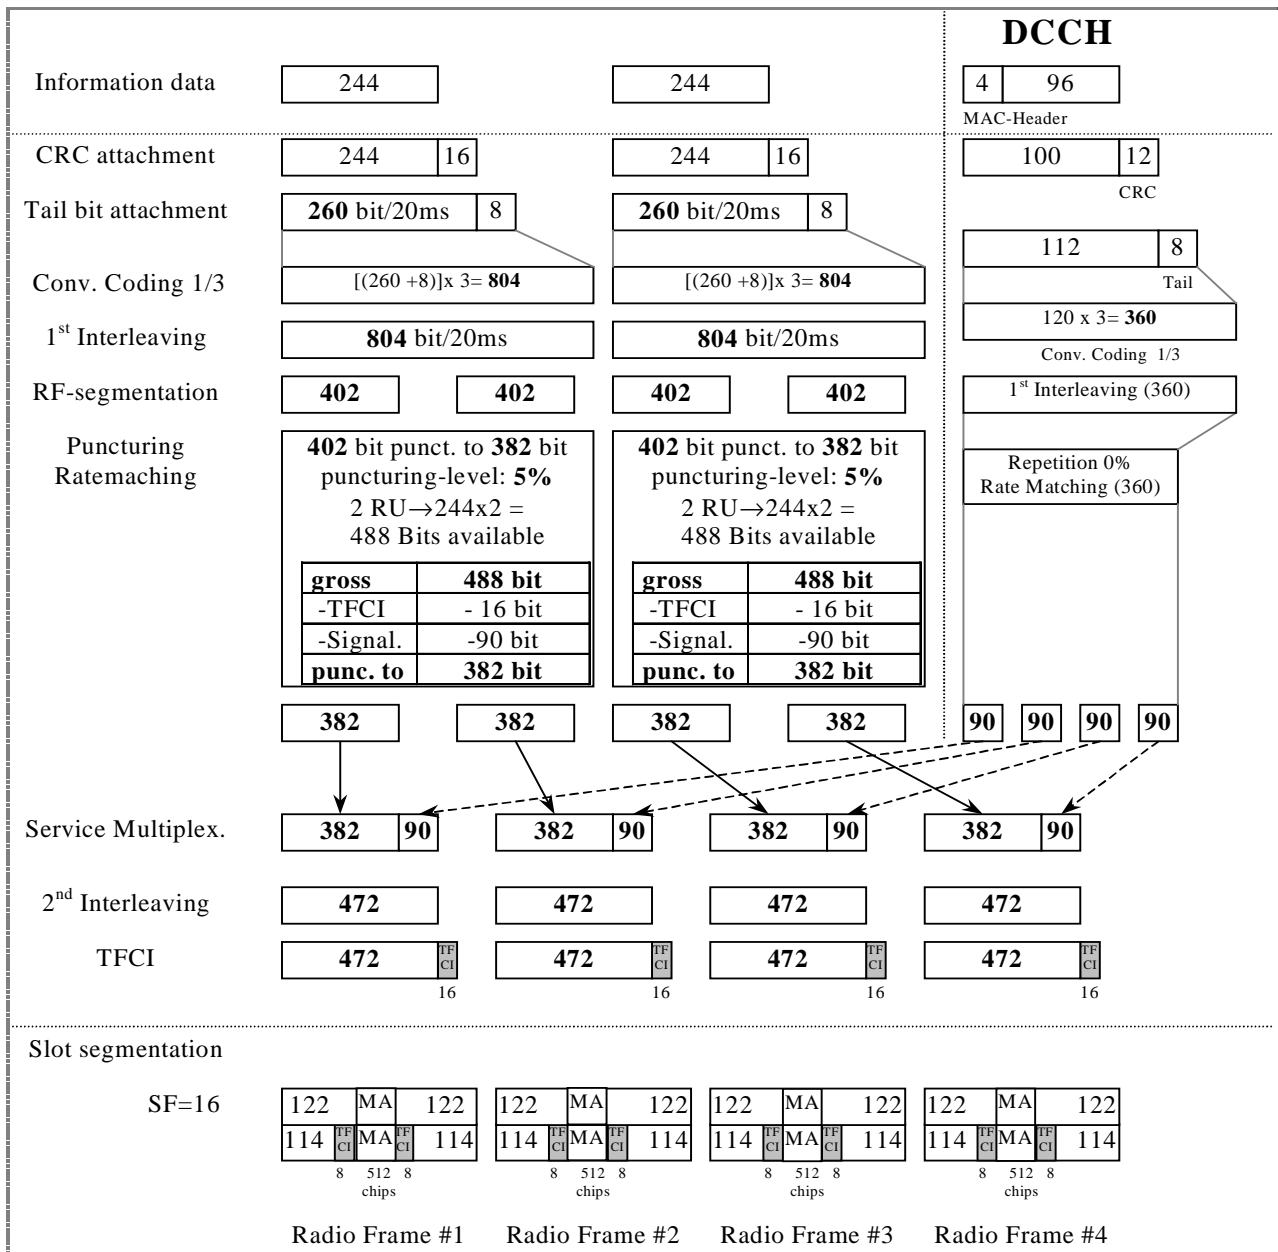 DCCH
Information data 244 244 4 96
MAC-Header
CRC attachment 244 16 244 16 100 12
CRC
Tail bit attachment 260 bit/20ms 8 260 bit/20ms 8
112 8
Tail
Conv. Coding 1/3 [(260 +8)]x 3= 804 [(260 +8)]x 3= 804
120 x 3= 360
Conv. Coding 1/3
1st Interleaving 804 bit/20ms 804 bit/20ms
RF-segmentation 402 402 402 402 1st Interleaving (360)
Puncturing 402 bit punct. to 382 bit 402 bit punct. to 382 bit
Ratemaching puncturing-level: 5% puncturing-level: 5%
Repetition 0%
Rate Matching (360)
2 RU→244x2 = 2 RU→244x2 =
488 Bits available 488 Bits available
gross 488 bit gross 488 bit
-TFCI - 16 bit -TFCI - 16 bit
-Signal. -90 bit -Signal. -90 bit
punc. to 382 bit punc. to 382 bit
382 382 382 382 90 90 90 90
Service Multiplex. 382 90 382 90 382 90 382 90
2nd Interleaving 472 472 472 472
TFCI 472 TF CI 472 TF CI 472 TF CI 472 TF CI
16 16 16 16
Slot segmentation
SF=16 122 MA 122 122 MA 122 122 MA 122 122 MA 122
114 TF CI MA TF CI 114 114 TF CI MA TF CI 114 114 TF CI MA TF CI 114 114 TF CI MA TF CI 114
8 512 8 8 512 8 8 512 8 8 512 8
chips chips chips chips
Radio Frame #1 Radio Frame #2 Radio Frame #3 Radio Frame #4